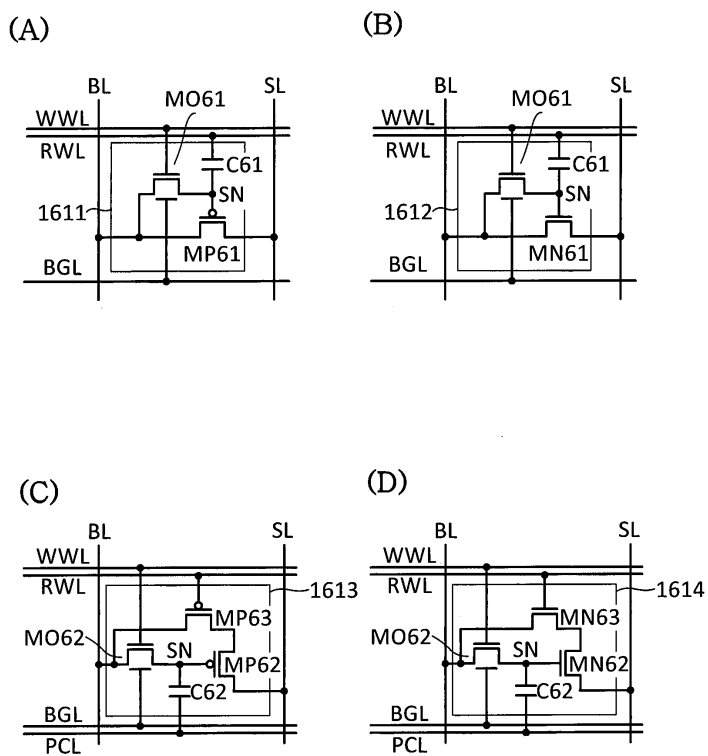 (A)
BL
SL
MO61
WWL
RWL
C61
SN
1611
MP61
BGL
(B)
BL
SL
MO61
WWL
RWL
C61
SN
1612
MN61
BGL
(C)
BL
SL
WWL
RWL
1613
MP63
MO62
SN
MP62
C62
BGL
PCL
(D)
BL
SL
WWL
RWL
1614
MN63
MO62
SN
MN62
C62
BGL
PCL